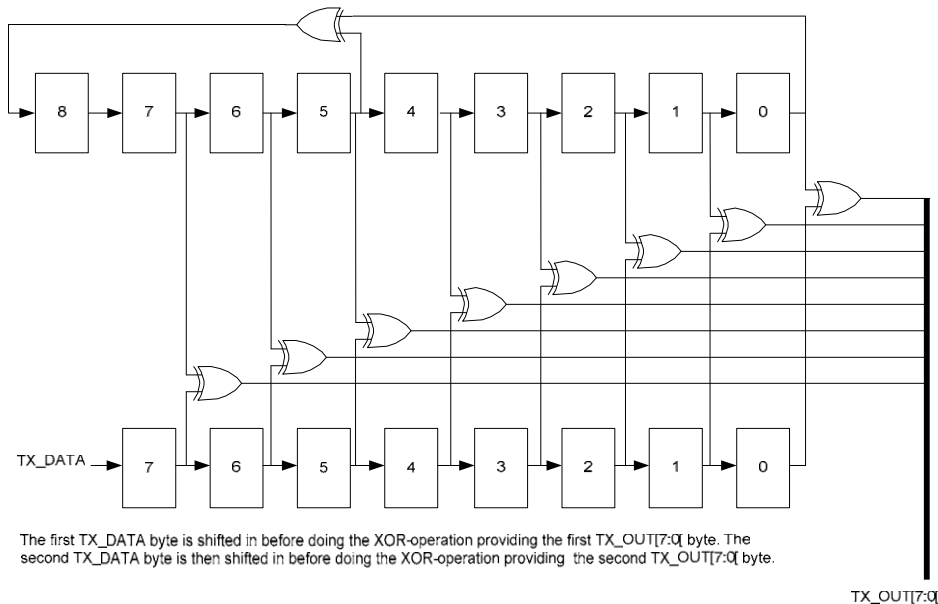 8 7 6 5 4 3 2 1 0
TX_DATA
7 6 5 4 3 2 1 0
The first TX_DATA byte is shifted in before doing the XOR-operation providing the first TX_OUT[7:0[ byte. The
second TX_DATA byte is then shifted in before doing the XOR-operation providing the second TX_OUT[7:0[ byte.
TX_OUT[7:0[